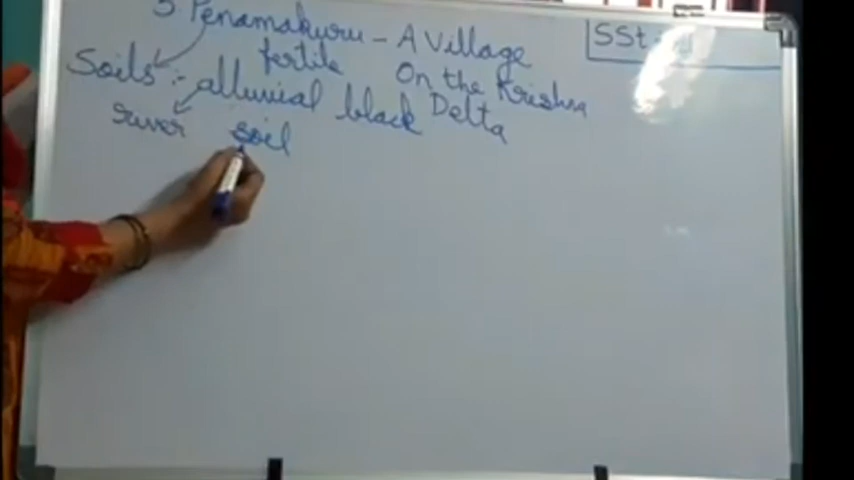 5 Penamakuru - A Village
On the Krishna
Delta
SSt.
fertile
Soils :- alluvial black
river soil